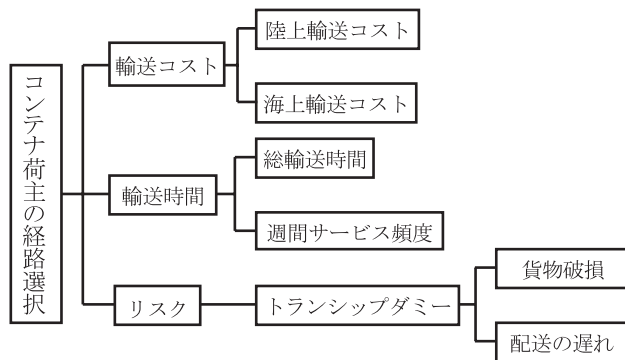 コンテナ荷主の経路選択
輸送コスト
陸上輸送コスト
海上輸送コスト
輸送時間
総輸送時間
週間サービス頻度
リスク
トランシップダミー
貨物破損
配送の遅れ